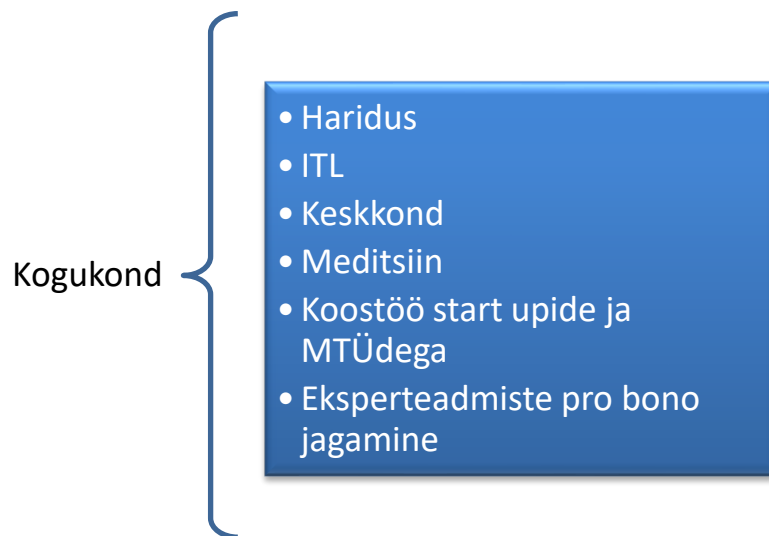 Kogukond
• Haridus
• ITL
• Keskkond
• Meditsiin
• Koostöö start upide ja
MTÜdega
• Eksperteadmiste pro bono
jagamine